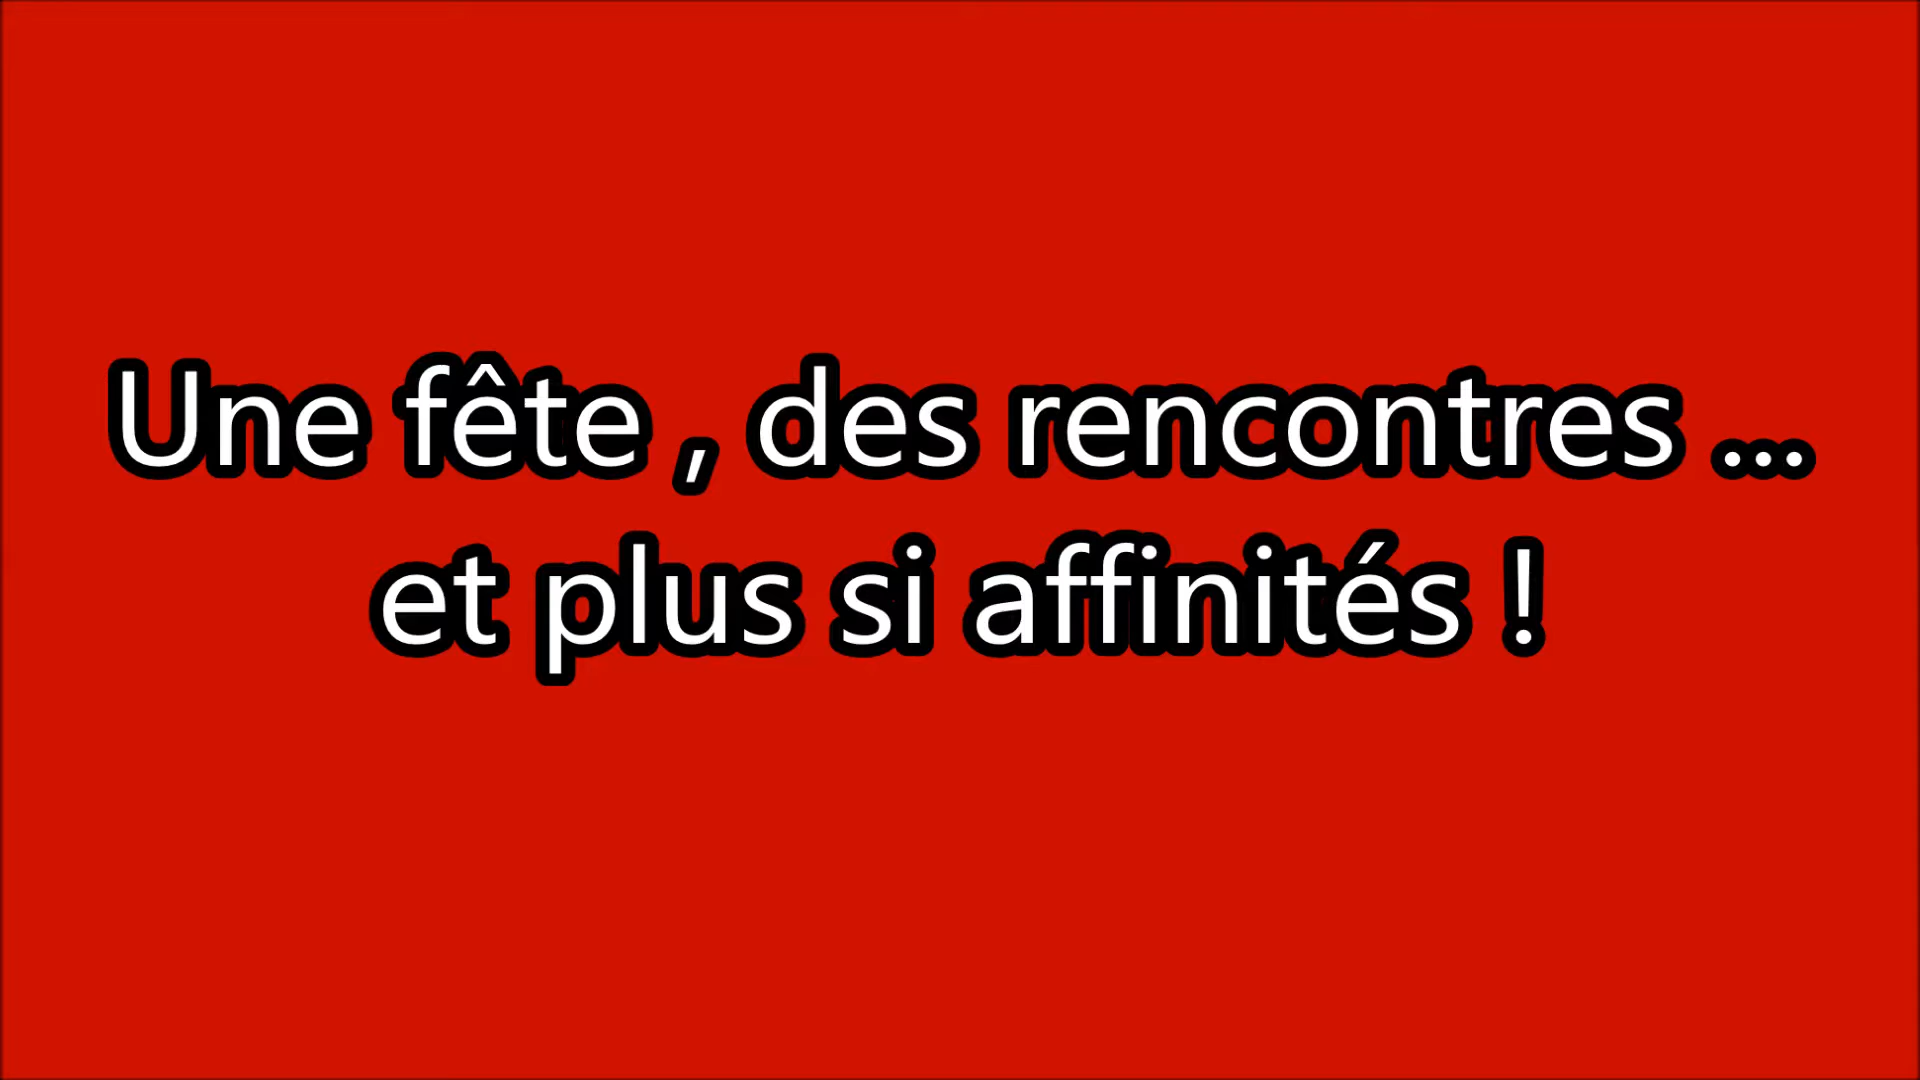 Une fête , des rencontres ...
et plus si affinités !